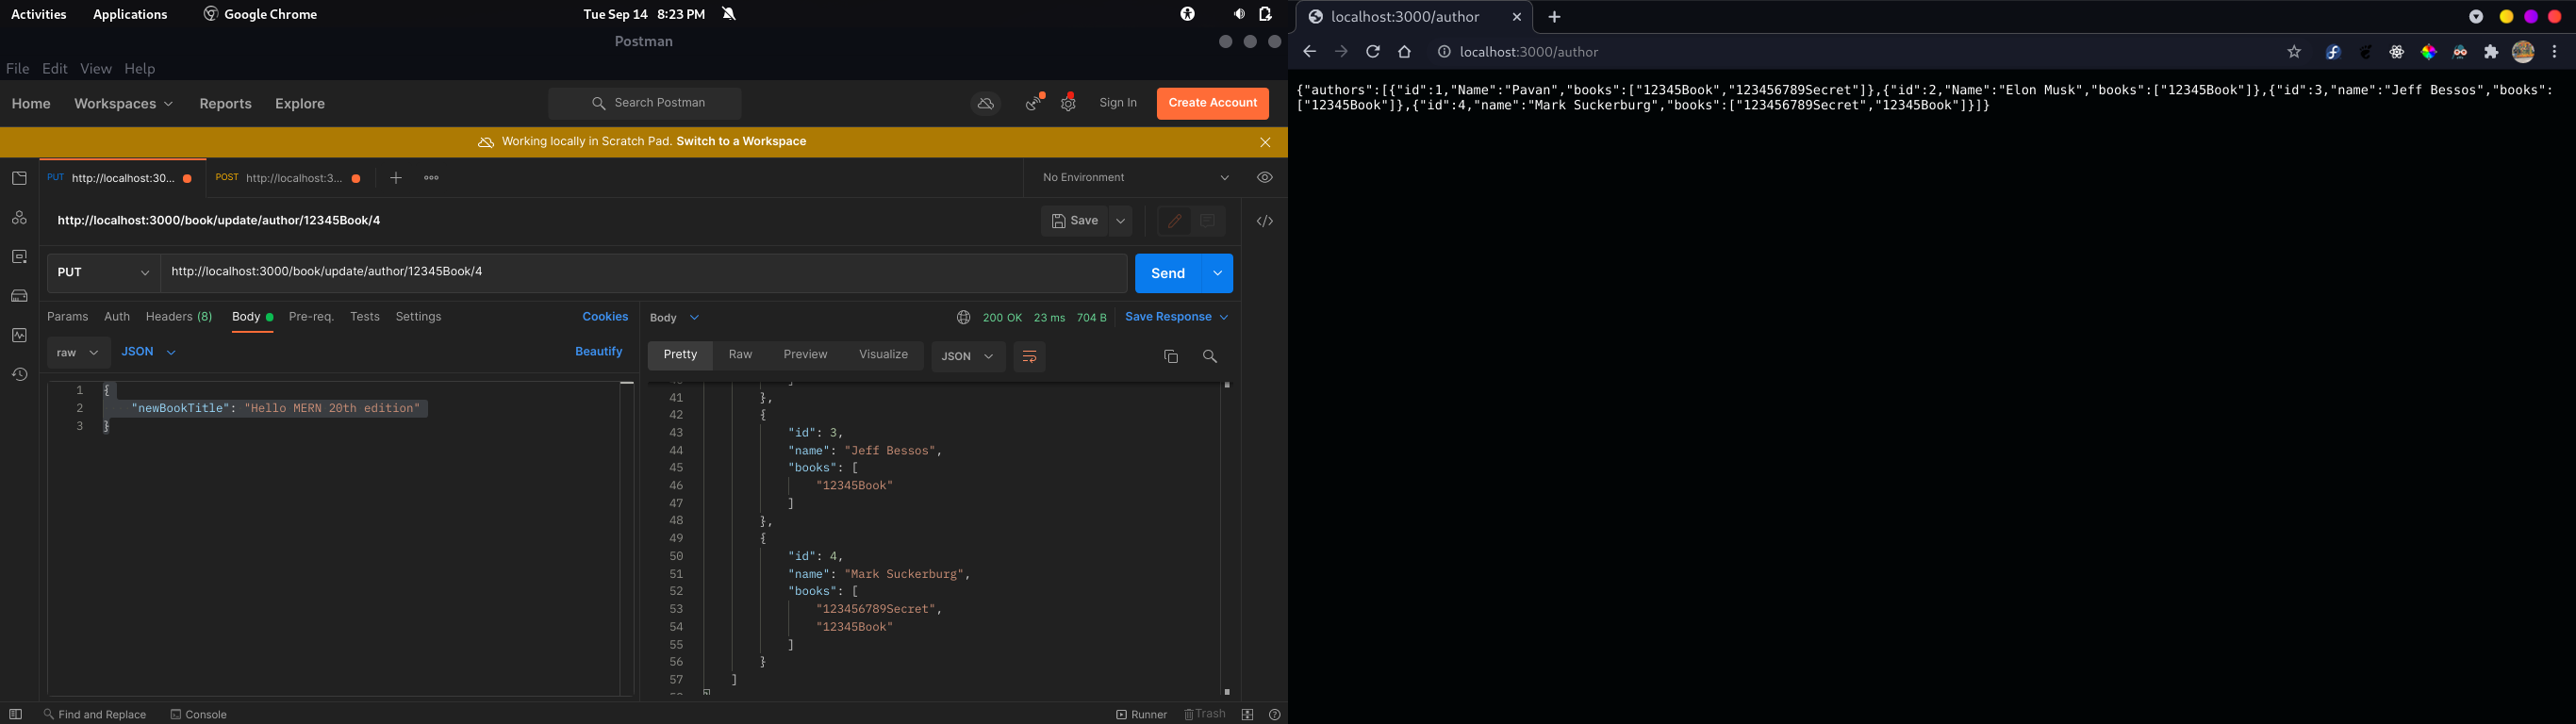 Activities Applications Google Chrome Tue Sep 14 8:23 PM
Postman
File Edit View Help
Home Workspaces Reports Explore Search Postman Sign In Create Account
Working locally in Scratch Pad. Switch to a Workspace
PUT http://localhost:30... POST http://localhost:3... No Environment
http://localhost:3000/book/update/author/12345Book/4 Save
PUT http://localhost:3000/book/update/author/12345Book/4 Send
Params Auth Headers (8) Body Pre-req. Tests Settings Cookies
raw JSON Beautify
1 {
2 "newBookTitle": "Hello MERN 20th edition"
3 }
Body 200 OK 23 ms 704 B Save Response
Pretty Raw Preview Visualize JSON
41 },
42 {
43 "id": 3,
44 "name": "Jeff Bessos",
45 "books": [
46 "12345Book"
47 ]
48 },
49 {
50 "id": 4,
51 "name": "Mark Suckerburg",
52 "books": [
53 "123456789Secret",
54 "12345Book"
55 ]
56 }
57 ]
Find and Replace Console Runner Trash
localhost:3000/author
localhost:3000/author
{"authors":[{"id":1,"Name":"Pavan","books":["12345Book","123456789Secret"]},{"id":2,"Name":"Elon Musk","books":["12345Book"]},{"id":3,"name":"Jeff Bessos","books":
["12345Book"]},{"id":4,"name":"Mark Suckerburg","books":["123456789Secret","12345Book"]}]}